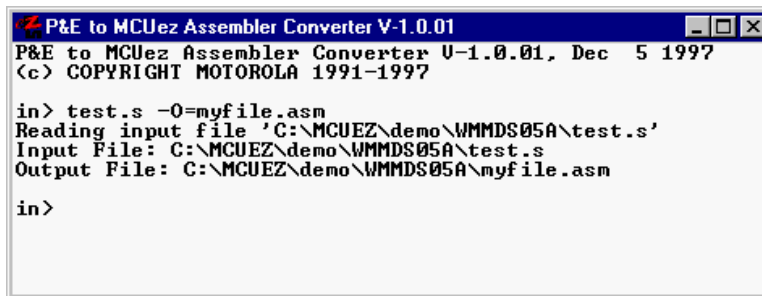 P&E to MCUez Assembler Converter V-1.0.01
P&E to MCUez Assembler Converter V-1.0.01, Dec  5 1997
(c) COPYRIGHT MOTOROLA 1991-1997
in> test.s -O=myfile.asm
Reading input file 'C:\MCUEZ\demo\WMMDS05A\test.s'
Input File: C:\MCUEZ\demo\WMMDS05A\test.s
Output File: C:\MCUEZ\demo\WMMDS05A\myfile.asm
in>